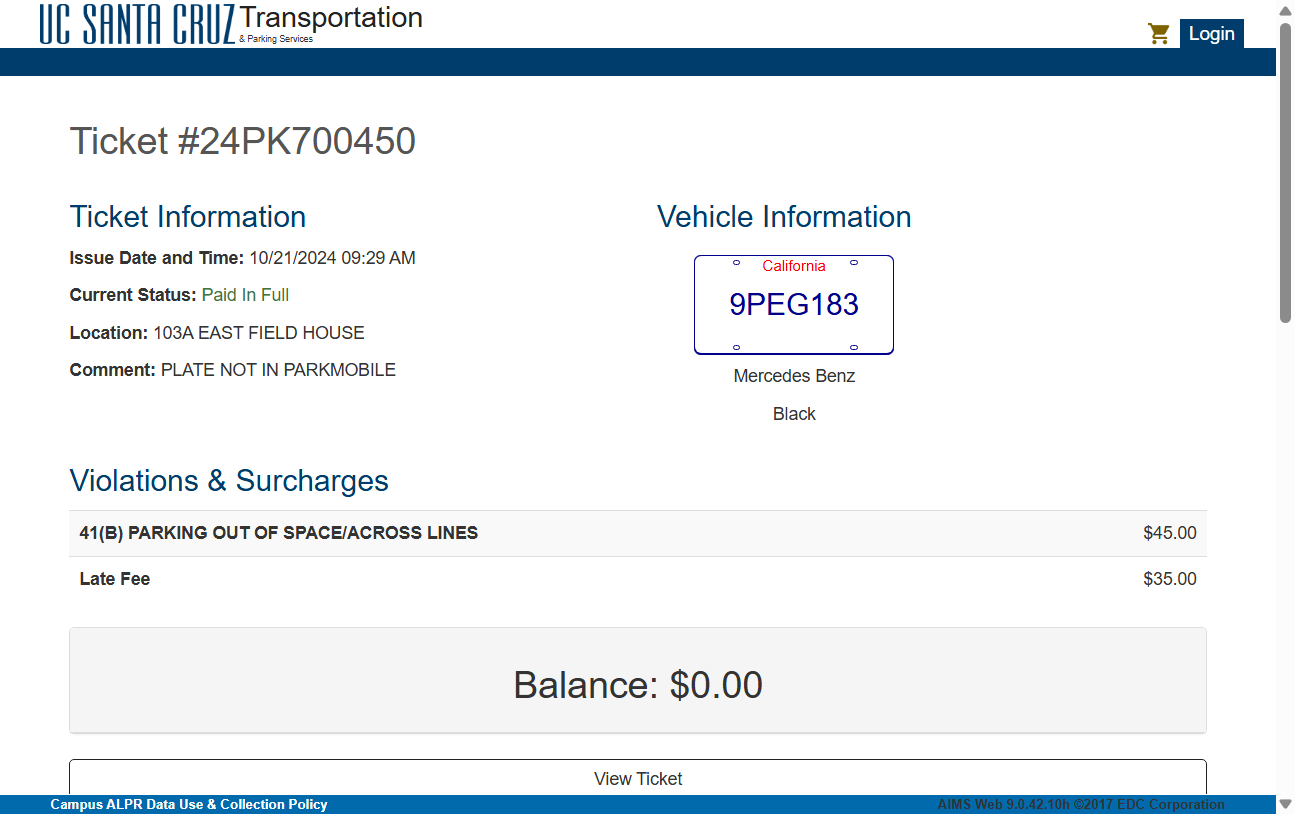 UC SANTA CRUZ Transportation
& Parking Services
Login
Ticket #24PK700450
Ticket Information
Issue Date and Time: 10/21/2024 09:29 AM
Current Status: Paid In Full
Location: 103A EAST FIELD HOUSE
Comment: PLATE NOT IN PARKMOBILE
Vehicle Information
California
9PEG183
Mercedes Benz
Black
Violations & Surcharges
41(B) PARKING OUT OF SPACE/ACROSS LINES $45.00
Late Fee $35.00
Balance: $0.00
View Ticket
Campus ALPR Data Use & Collection Policy
AIMS Web 9.0.42.10h ©2017 EDC Corporation